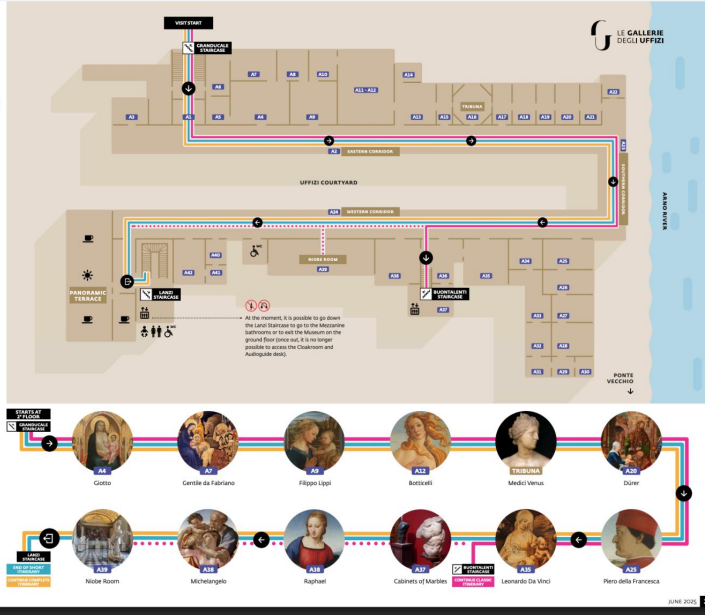 VISIT START
GRANDUCALE
STAIRCASE
LE GALLERIE
DEGLI UFFIZI
A7
A8
A10
A6
A11 - A12
A14
A22
TRIBUNA
A3
A1
A5
A4
A9
A13
A15
A16
A17
A18
A19
A20
A21
A2
EASTERN CORRIDOR
A23
SOUTHERN CORRIDOR
UFFIZI COURTYARD
ARNO RIVER
A24
WESTERN CORRIDOR
WC
NIOBE ROOM
A39
A40
A42
A41
A38
A36
A35
A34
A25
A26
A33
A27
A32
A28
A31
A29
A30
PANORAMIC
TERRACE
LANZI
STAIRCASE
BUONTALENTI
STAIRCASE
A37
WC
At the moment, it is possible to go down
the Lanzi Staircase to go to the Mezzanine
bathrooms or to exit the Museum on the
ground floor (once out, it is no longer
possible to access the Cloakroom and
Audioguide desk).
PONTE
VECCHIO
STARTS AT
2° FLOOR
GRANDUCALE
STAIRCASE
A4
Giotto
A7
Gentile da Fabriano
A9
Filippo Lippi
A12
Botticelli
TRIBUNA
Medici Venus
A20
Dürer
LANZI
STAIRCASE
END OF SHORT
ITINERARY
CONTINUE COMPLETE
ITINERARY
A39
Niobe Room
A38
Michelangelo
A38
Raphael
A37
Cabinets of Marbles
BUONTALENTI
STAIRCASE
CONTINUE CLASSIC
ITINERARY
A35
Leonardo Da Vinci
A25
Piero della Francesca
JUNE 2025